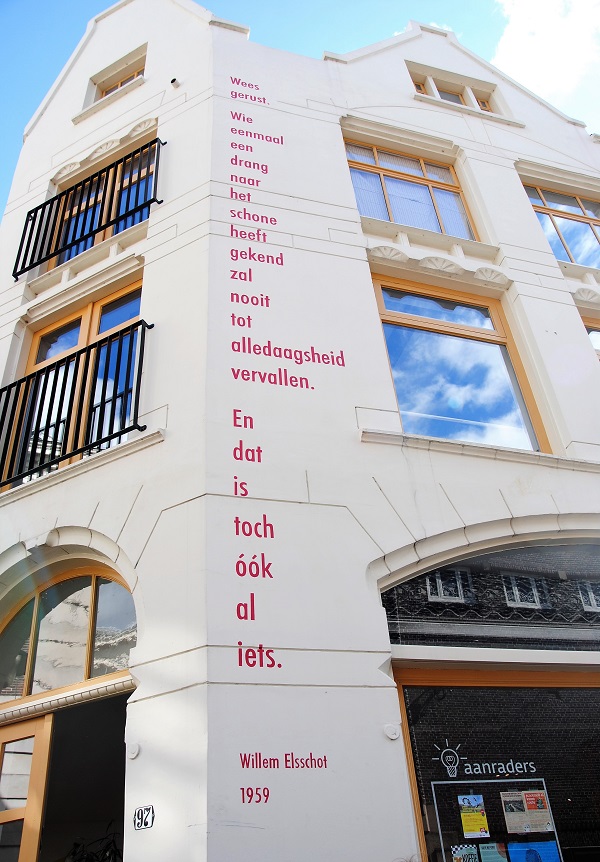 Wees
gerust.
Wie
eenmaal
een
drang
naar
het
schone
heeft
gekend
zal
nooit
tot
alledaagsheid
vervallen.
En
dat
is
toch
óók
al
iets.
Willem Elsschot
1959
97
aanraders